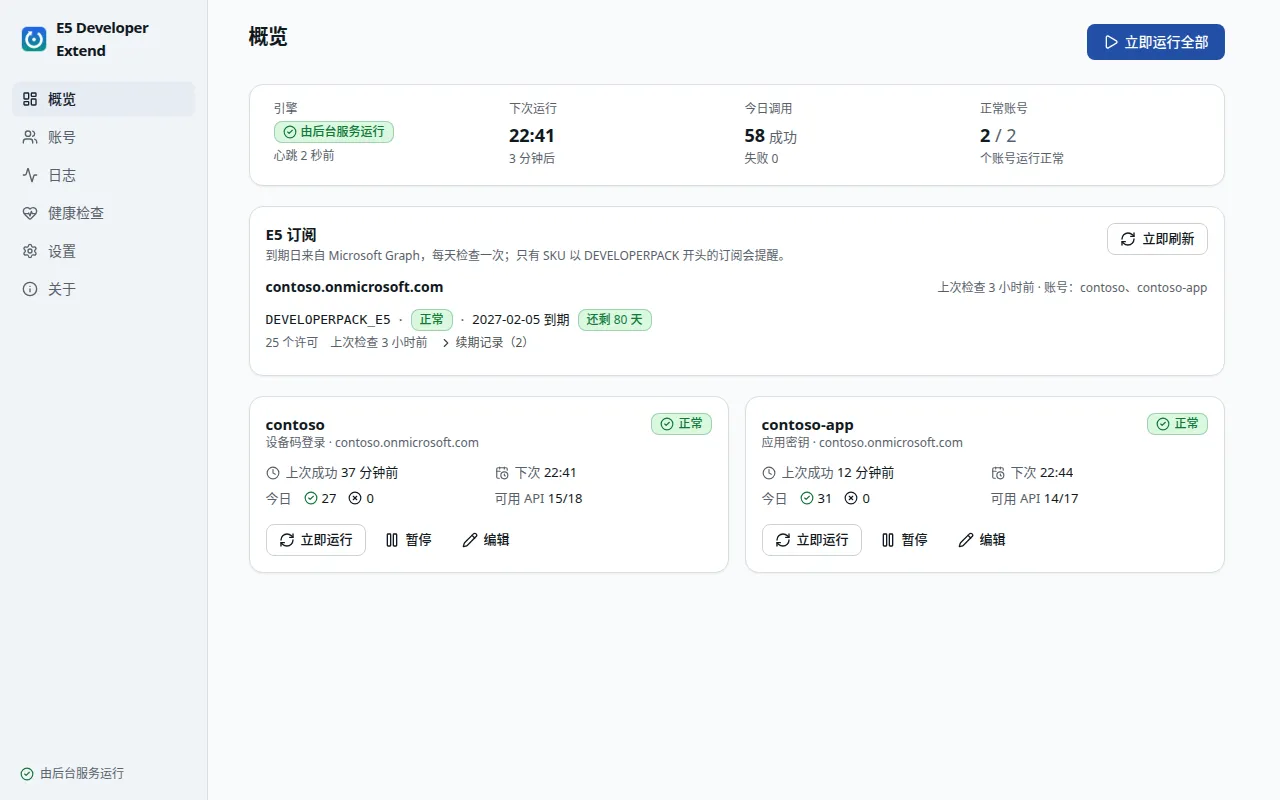 E5 Developer
Extend
概览
账号
日志
健康检查
设置
关于
由后台服务运行
概览
立即运行全部
引擎
由后台服务运行
心跳 2 秒前
下次运行
22:41
3 分钟后
今日调用
58 成功
失败 0
正常账号
2 / 2
个账号运行正常
E5 订阅
到期日来自 Microsoft Graph，每天检查一次；只有 SKU 以 DEVELOPERPACK 开头的订阅会提醒。
立即刷新
contoso.onmicrosoft.com
上次检查 3 小时前 · 账号：contoso、contoso-app
DEVELOPERPACK_E5 · 正常 · 2027-02-05 到期 还剩 80 天
25 个许可 上次检查 3 小时前 续期记录（2）
contoso
正常
设备码登录 · contoso.onmicrosoft.com
上次成功 37 分钟前 下次 22:41
今日 27 0 可用 API 15/18
立即运行 暂停 编辑
contoso-app
正常
应用密钥 · contoso.onmicrosoft.com
上次成功 12 分钟前 下次 22:44
今日 31 0 可用 API 14/17
立即运行 暂停 编辑